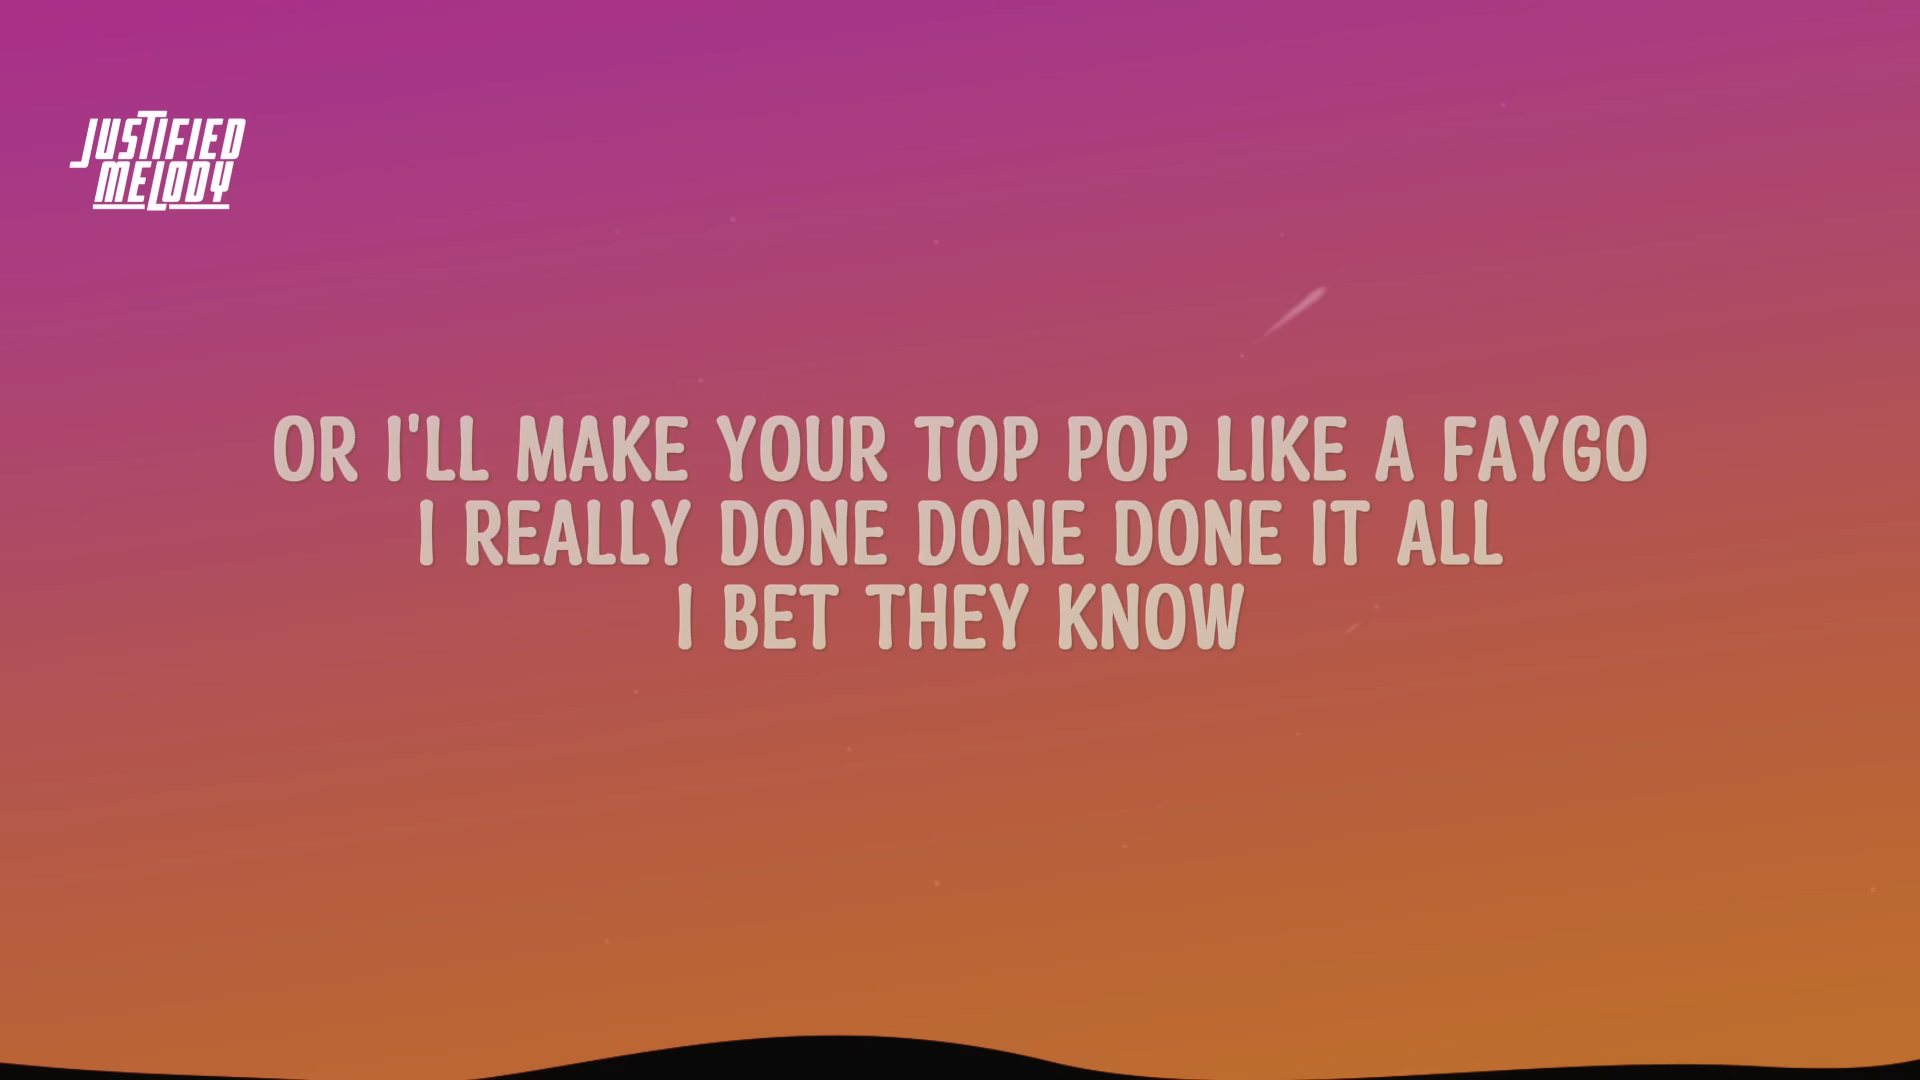 JUSTIFIED
MELODY
OR I'LL MAKE YOUR TOP POP LIKE A FAYGO
I REALLY DONE DONE DONE IT ALL
I BET THEY KNOW